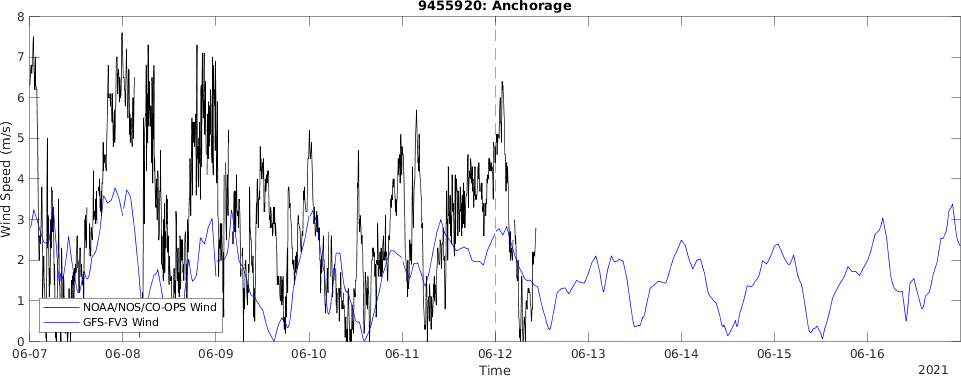 9455920: Anchorage
Wind Speed (m/s)
8
7
6
5
4
3
2
1
0
NOAA/NOS/CO-OPS Wind
GFS-FV3 Wind
06-07 06-08 06-09 06-10 06-11 06-12 06-13 06-14 06-15 06-16
Time
2021